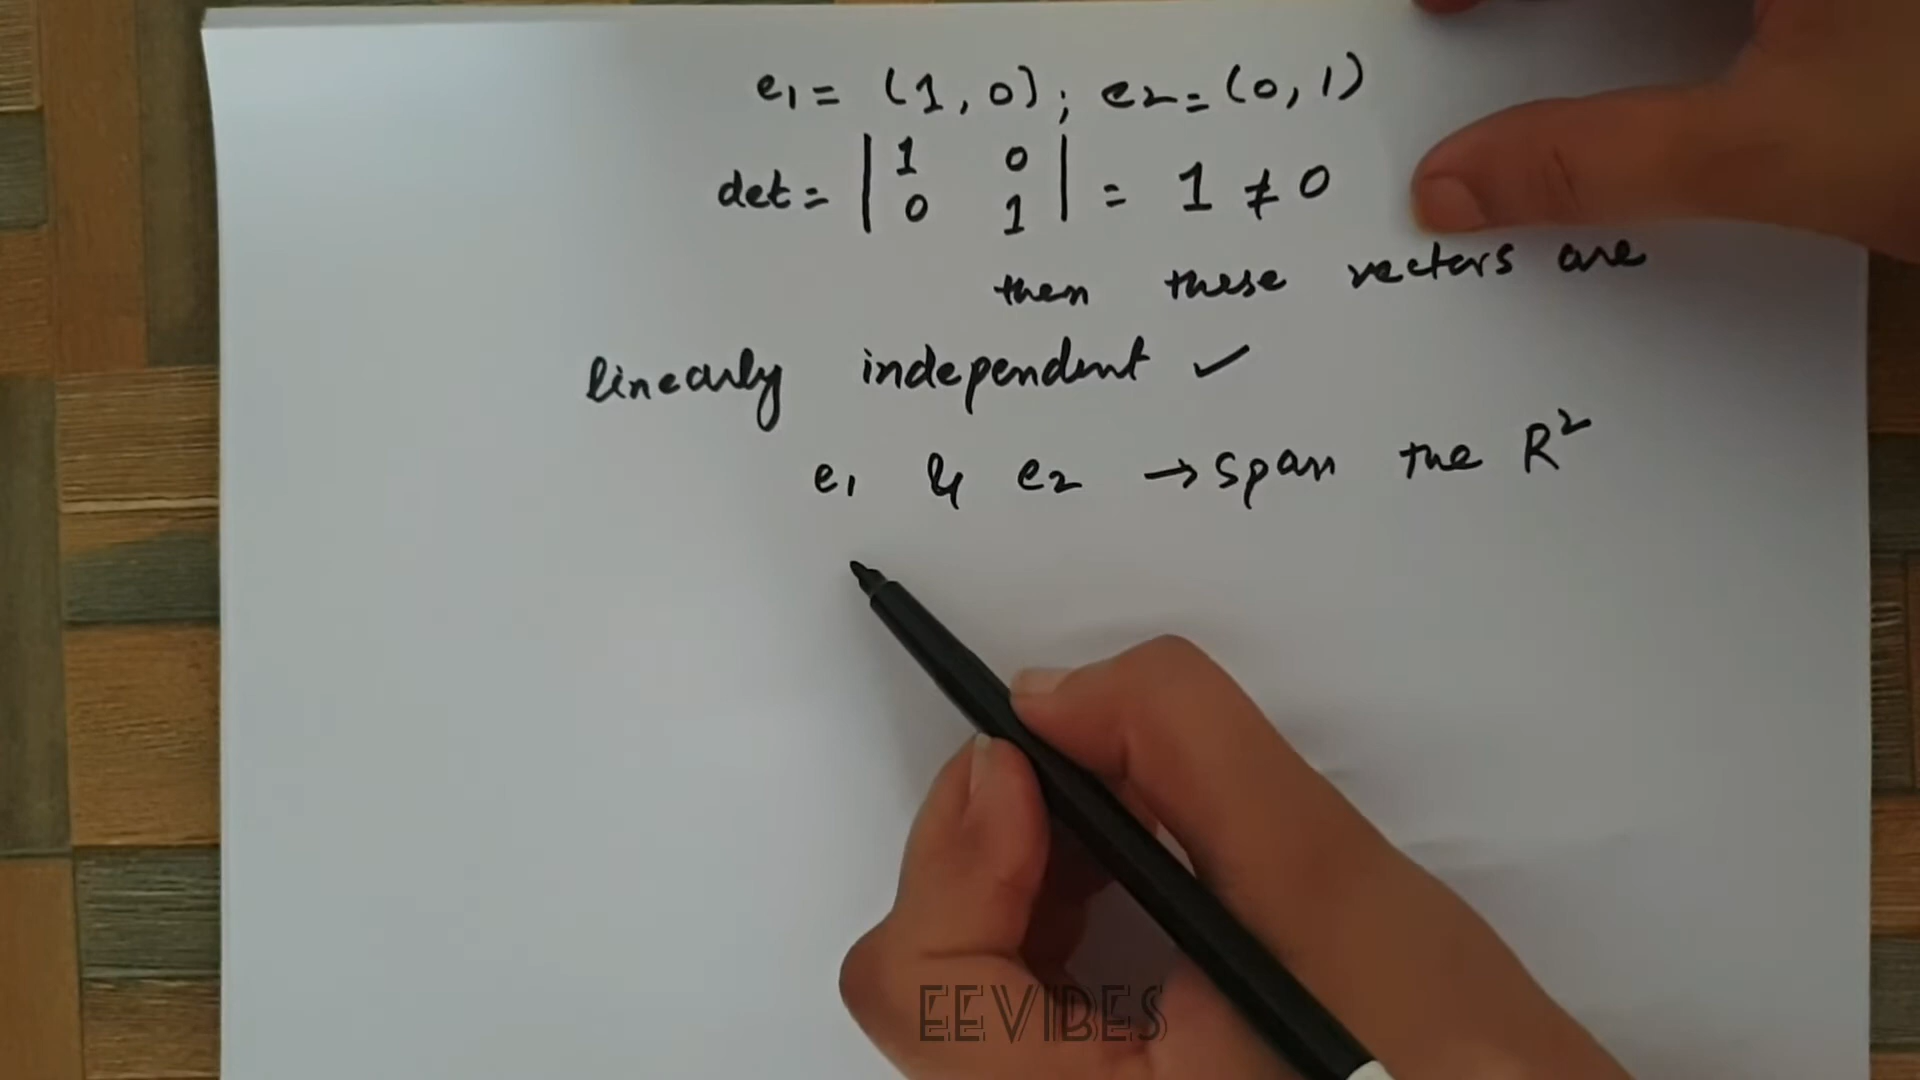 e1 = (1, 0); e2 = (0, 1)
det = | 1 0 | = 1 ≠ 0
| 0 1 |
then these vectors are
linearly independent ✓
e1 & e2 → span the R²
EEVIBES